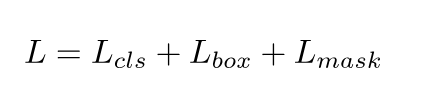 L = L_{cls} + L_{box} + L_{mask}